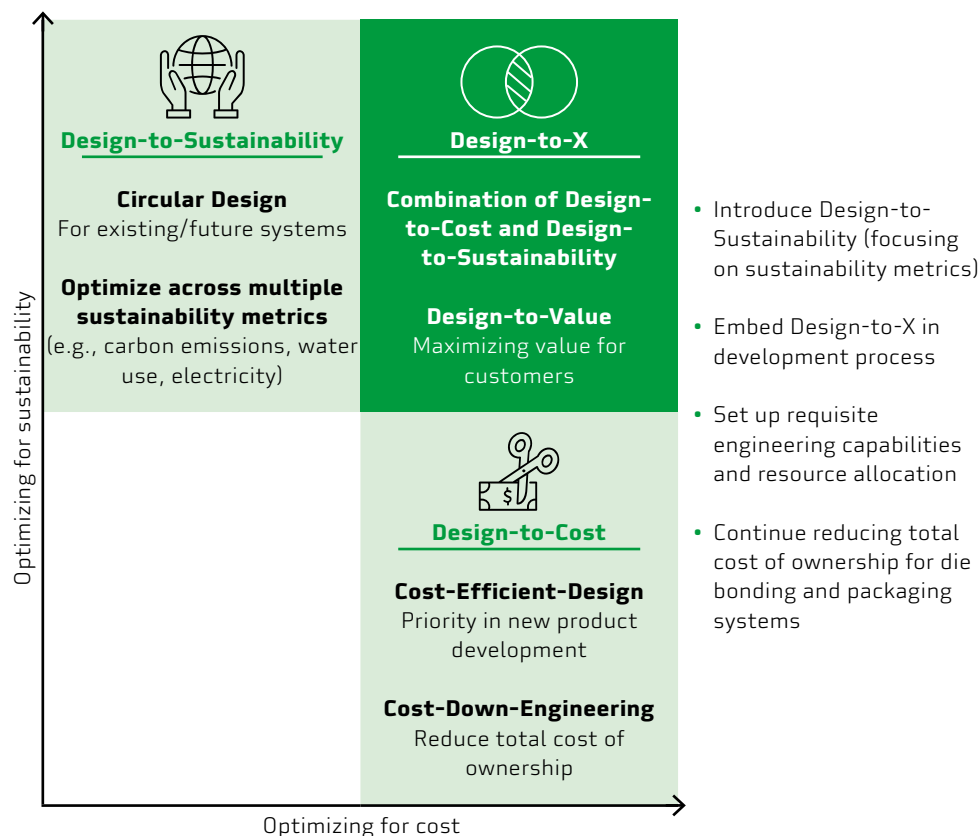 Design-to-Sustainability
Circular Design
For existing/future systems
Optimize across multiple
sustainability metrics
(e.g., carbon emissions, water
use, electricity)
Design-to-X
Combination of Design-
to-Cost and Design-
to-Sustainability
Design-to-Value
Maximizing value for
customers
$
Design-to-Cost
Cost-Efficient-Design
Priority in new product
development
Cost-Down-Engineering
Reduce total cost of
ownership
Optimizing for sustainability
Optimizing for cost
• Introduce Design-to-
Sustainability (focusing
on sustainability metrics)
• Embed Design-to-X in
development process
• Set up requisite
engineering capabilities
and resource allocation
• Continue reducing total
cost of ownership for die
bonding and packaging
systems